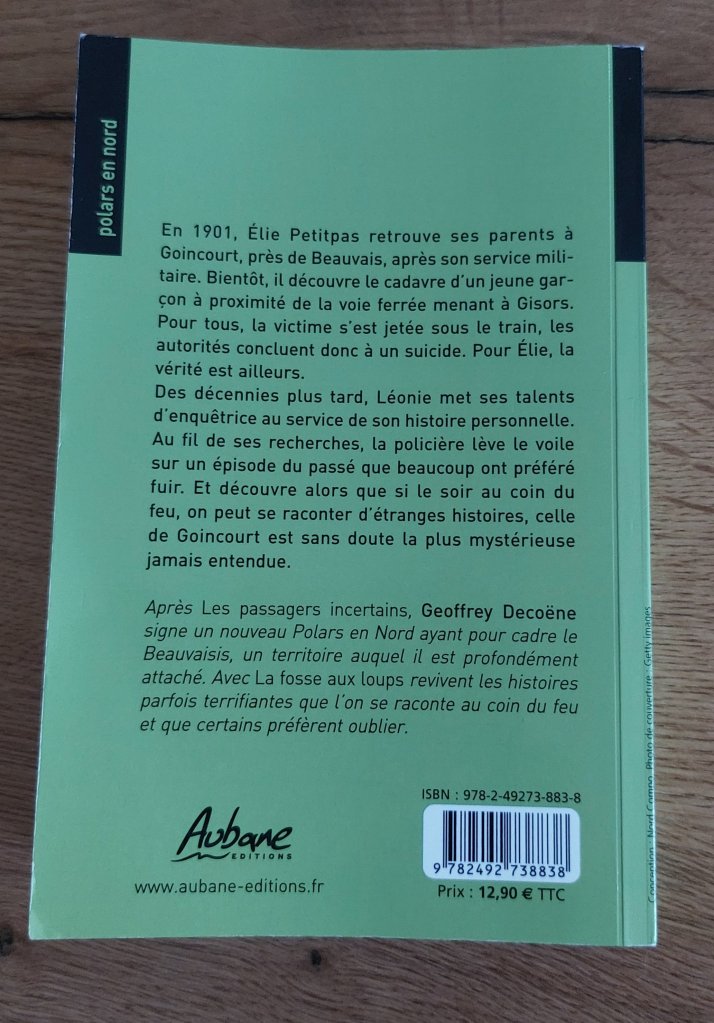 polars en nord
En 1901, Élie Petitpas retrouve ses parents à
Goincourt, près de Beauvais, après son service mili-
taire. Bientôt, il découvre le cadavre d'un jeune gar-
çon à proximité de la voie ferrée menant à Gisors.
Pour tous, la victime s'est jetée sous le train, les
autorités concluent donc à un suicide. Pour Élie, la
vérité est ailleurs.
Des décennies plus tard, Léonie met ses talents
d'enquêtrice au service de son histoire personnelle.
Au fil de ses recherches, la policière lève le voile
sur un épisode du passé que beaucoup ont préféré
fuir. Et découvre alors que si le soir au coin du
feu, on peut se raconter d'étranges histoires, celle
de Goincourt est sans doute la plus mystérieuse
jamais entendue.
Après Les passagers incertains, Geoffrey Decoëne
signe un nouveau Polars en Nord ayant pour cadre le
Beauvaisis, un territoire auquel il est profondément
attaché. Avec La fosse aux loups revivent les histoires
parfois terrifiantes que l'on se raconte au coin du feu
et que certains préfèrent oublier.
Aubane
EDITIONS
www.aubane-editions.fr
ISBN : 978-2-49273-883-8
9 782492 738838
Prix : 12,90 € TTC
Conception : Nord Compo. Photo de couverture : Getty images